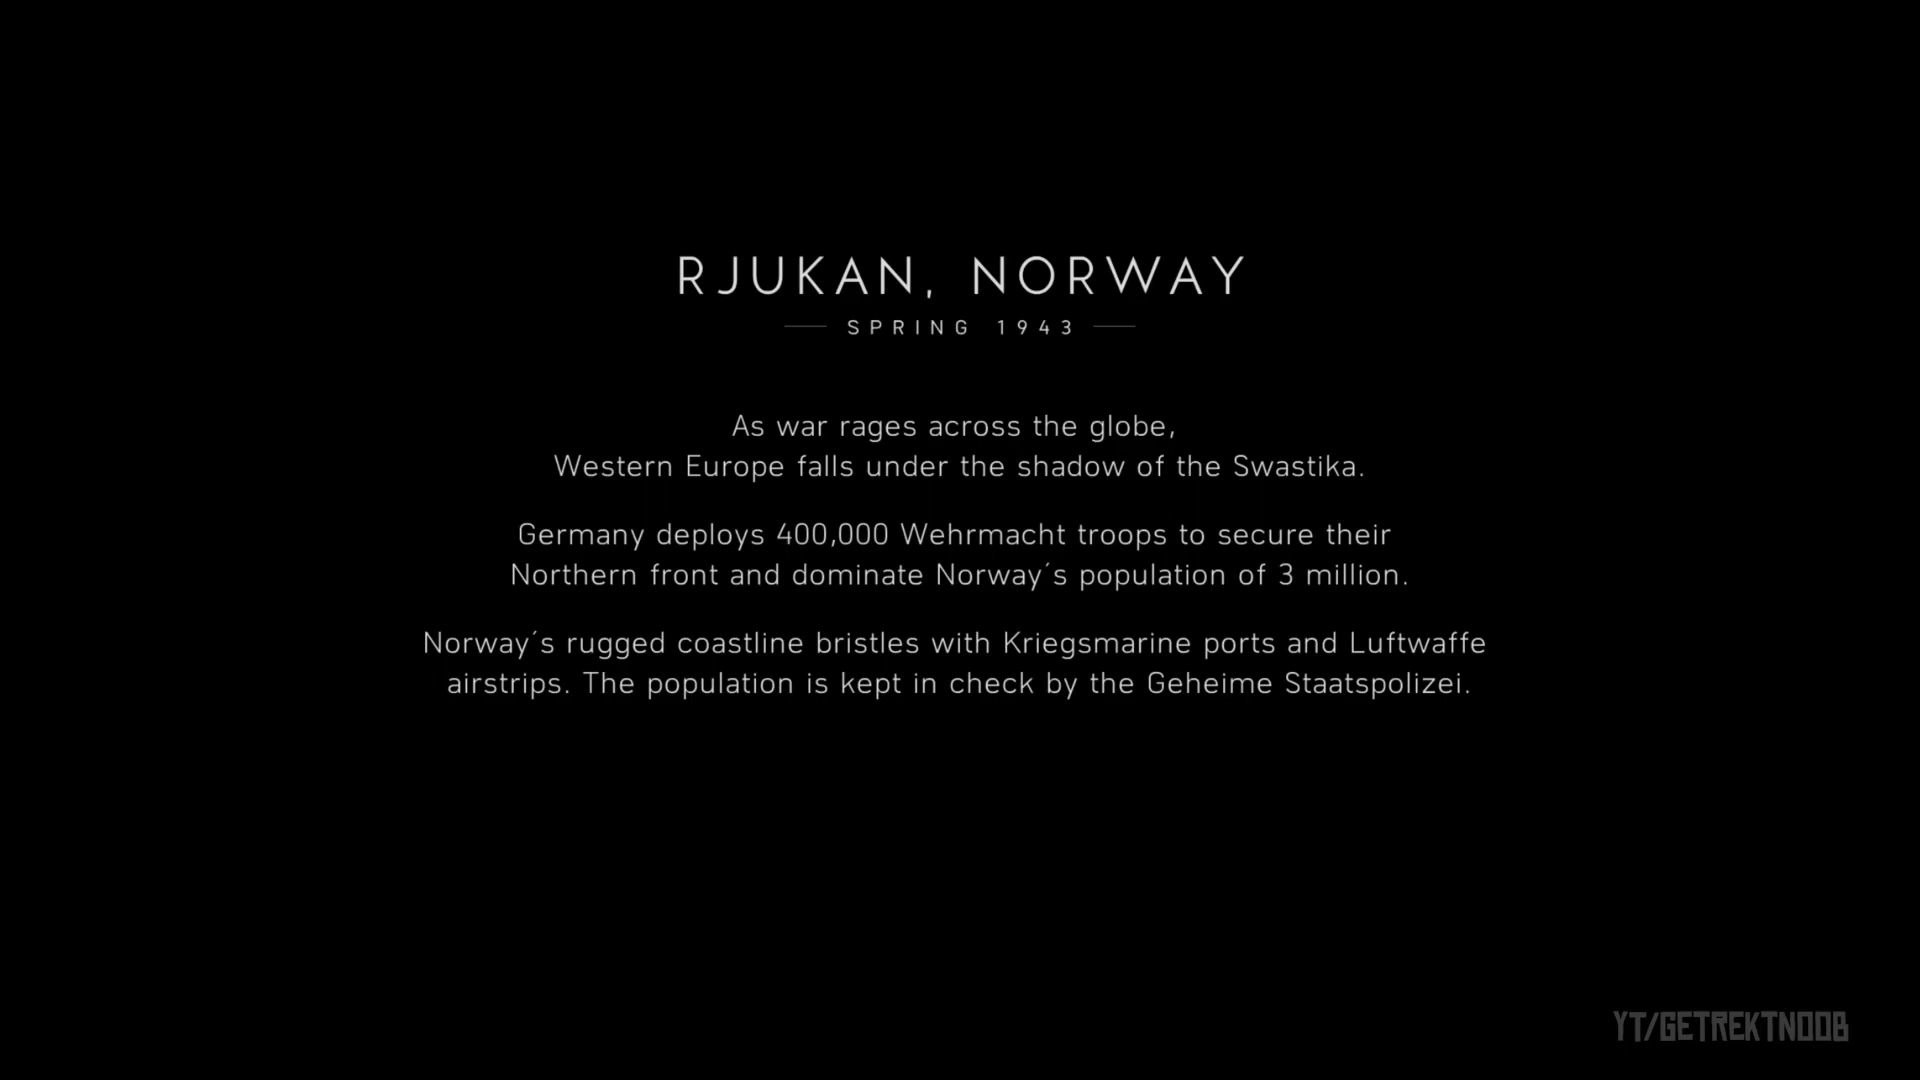 RJUKAN, NORWAY
SPRING 1943
As war rages across the globe,
Western Europe falls under the shadow of the Swastika.
Germany deploys 400,000 Wehrmacht troops to secure their
Northern front and dominate Norway´s population of 3 million.
Norway´s rugged coastline bristles with Kriegsmarine ports and Luftwaffe
airstrips. The population is kept in check by the Geheime Staatspolizei.
YT/GETREKTNOOB